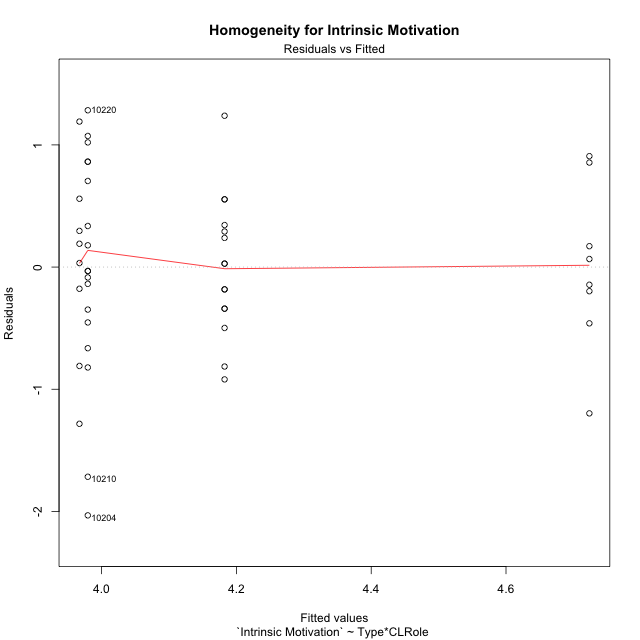 Homogeneity for Intrinsic Motivation
Residuals vs Fitted
10220
10210
10204
1
0
-1
-2
Residuals
4.0 4.2 4.4 4.6
Fitted values
`Intrinsic Motivation` ~ Type*CLRole